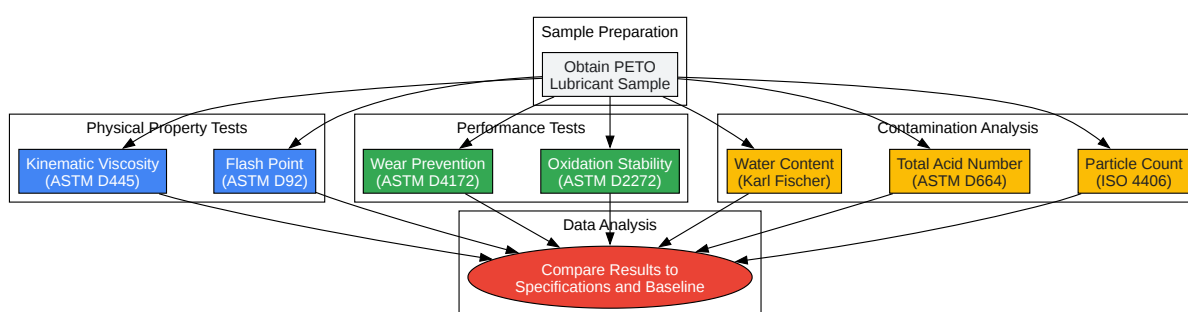 Sample Preparation
Obtain PETO
Lubricant Sample
Physical Property Tests
Kinematic Viscosity
(ASTM D445)
Flash Point
(ASTM D92)
Performance Tests
Wear Prevention
(ASTM D4172)
Oxidation Stability
(ASTM D2272)
Contamination Analysis
Water Content
(Karl Fischer)
Total Acid Number
(ASTM D664)
Particle Count
(ISO 4406)
Data Analysis
Compare Results to
Specifications and Baseline